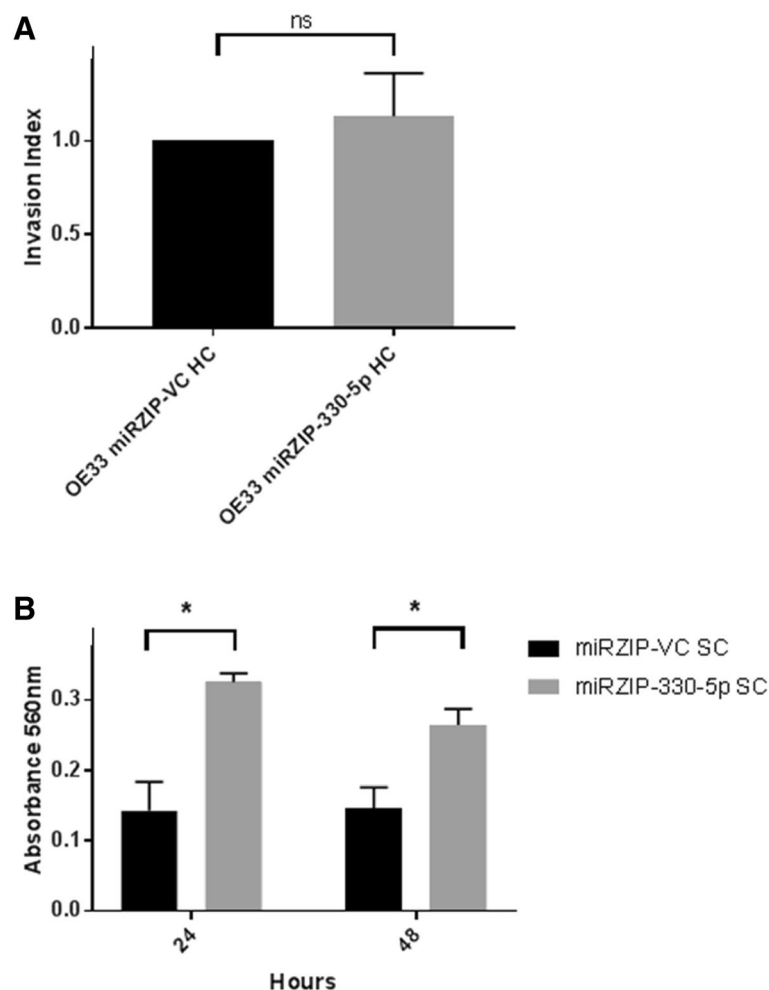 A
ns
Invasion Index
1.0
0.5
0.0
OE33 miRZIP-VC HC
OE33 miRZIP-330-5p HC
B
*
*
miRZIP-VC SC
miRZIP-330-5p SC
Absorbance 560nm
0.3
0.2
0.1
0.0
24
48
Hours